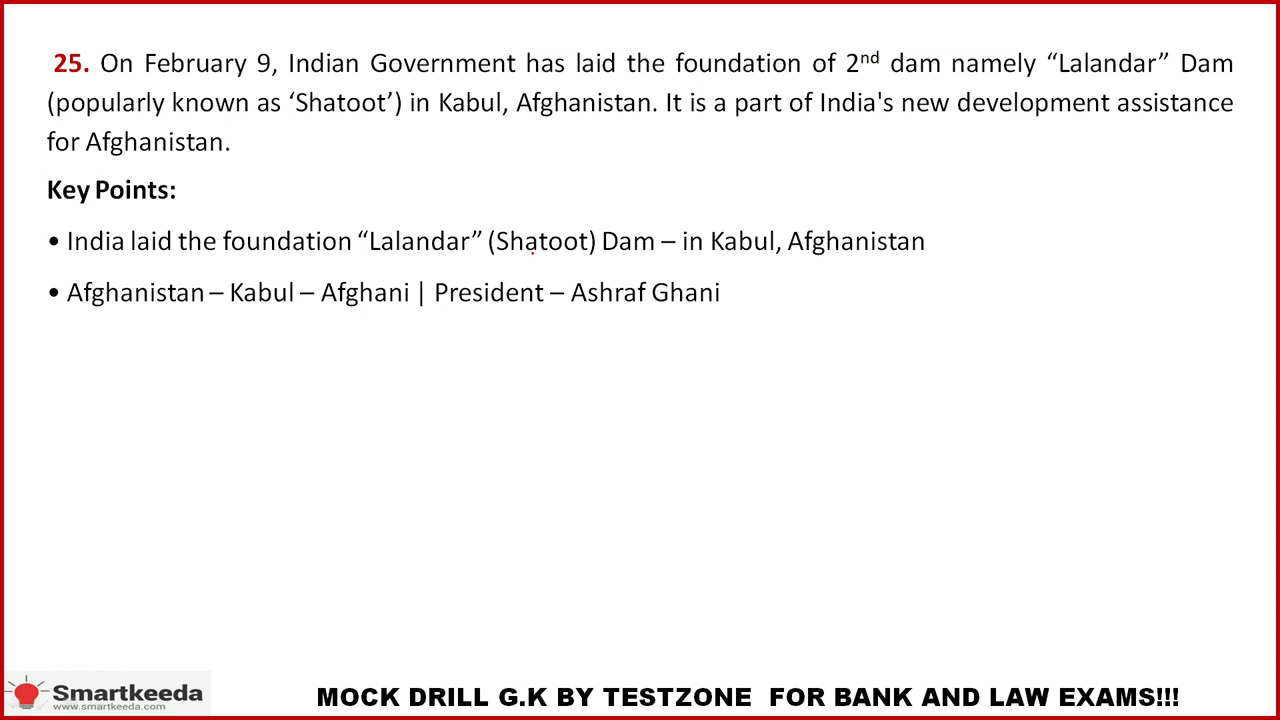 25. On February 9, Indian Government has laid the foundation of 2nd dam namely “Lalandar” Dam
(popularly known as ‘Shatoot’) in Kabul, Afghanistan. It is a part of India's new development assistance
for Afghanistan.
Key Points:
• India laid the foundation “Lalandar” (Shatoot) Dam – in Kabul, Afghanistan
• Afghanistan – Kabul – Afghani | President – Ashraf Ghani
Smartkeeda
www.smartkeeda.com
MOCK DRILL G.K BY TESTZONE FOR BANK AND LAW EXAMS!!!